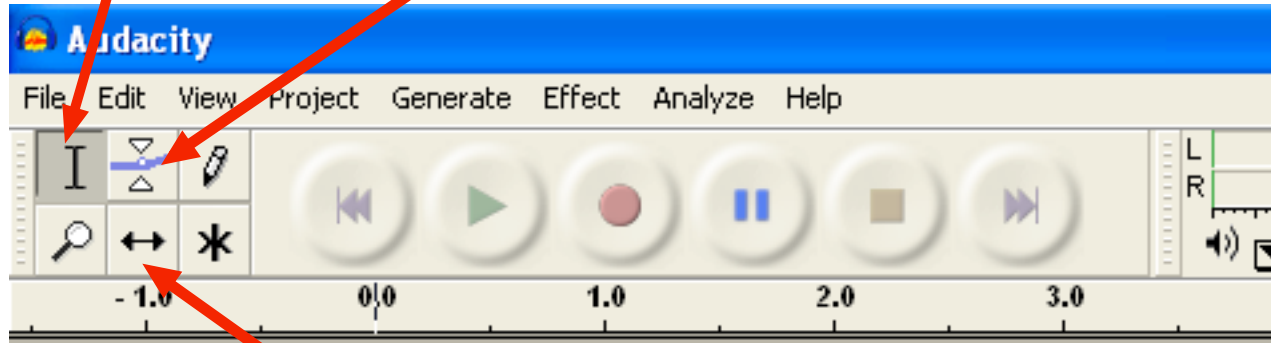 Audacity
File Edit View Project Generate Effect Analyze Help
L
R
- 1.0 0.0 1.0 2.0 3.0